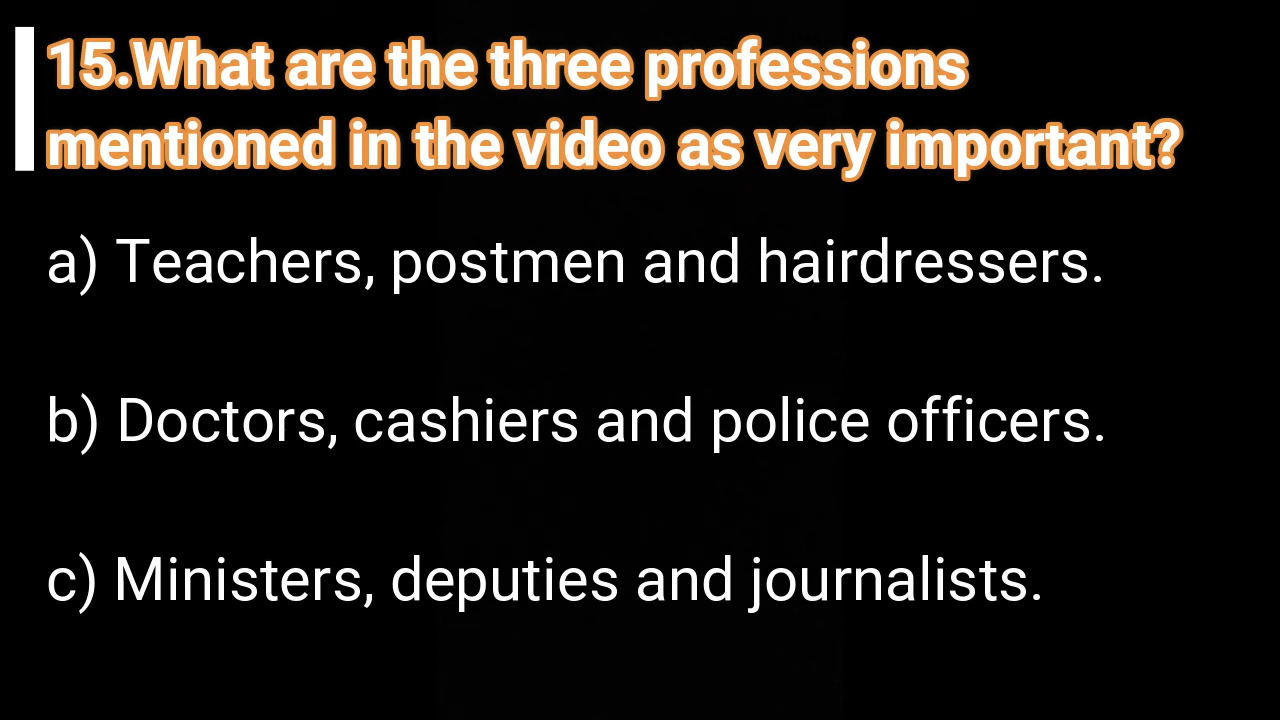 15.What are the three professions
mentioned in the video as very important?
a) Teachers, postmen and hairdressers.
b) Doctors, cashiers and police officers.
c) Ministers, deputies and journalists.